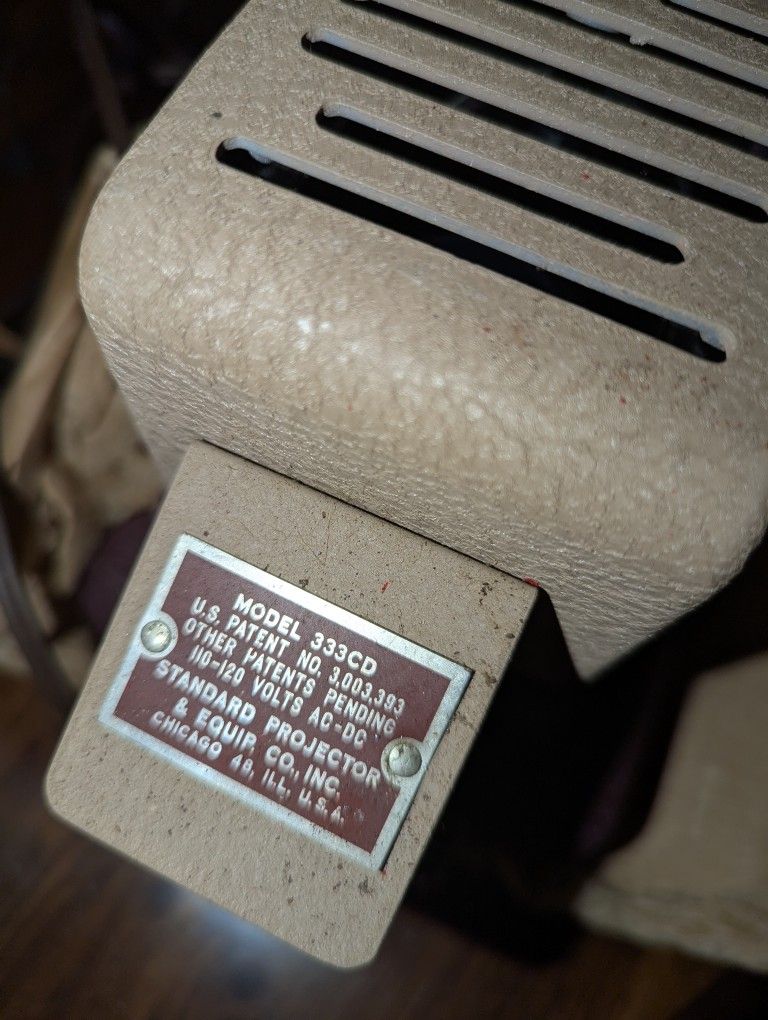 MODEL 333CD
U.S. PATENT NO. 3,003,393
OTHER PATENTS PENDING
110-120 VOLTS AC-DC
STANDARD PROJECTOR
& EQUIP. CO., INC.
CHICAGO 48, ILL, U.S.A.